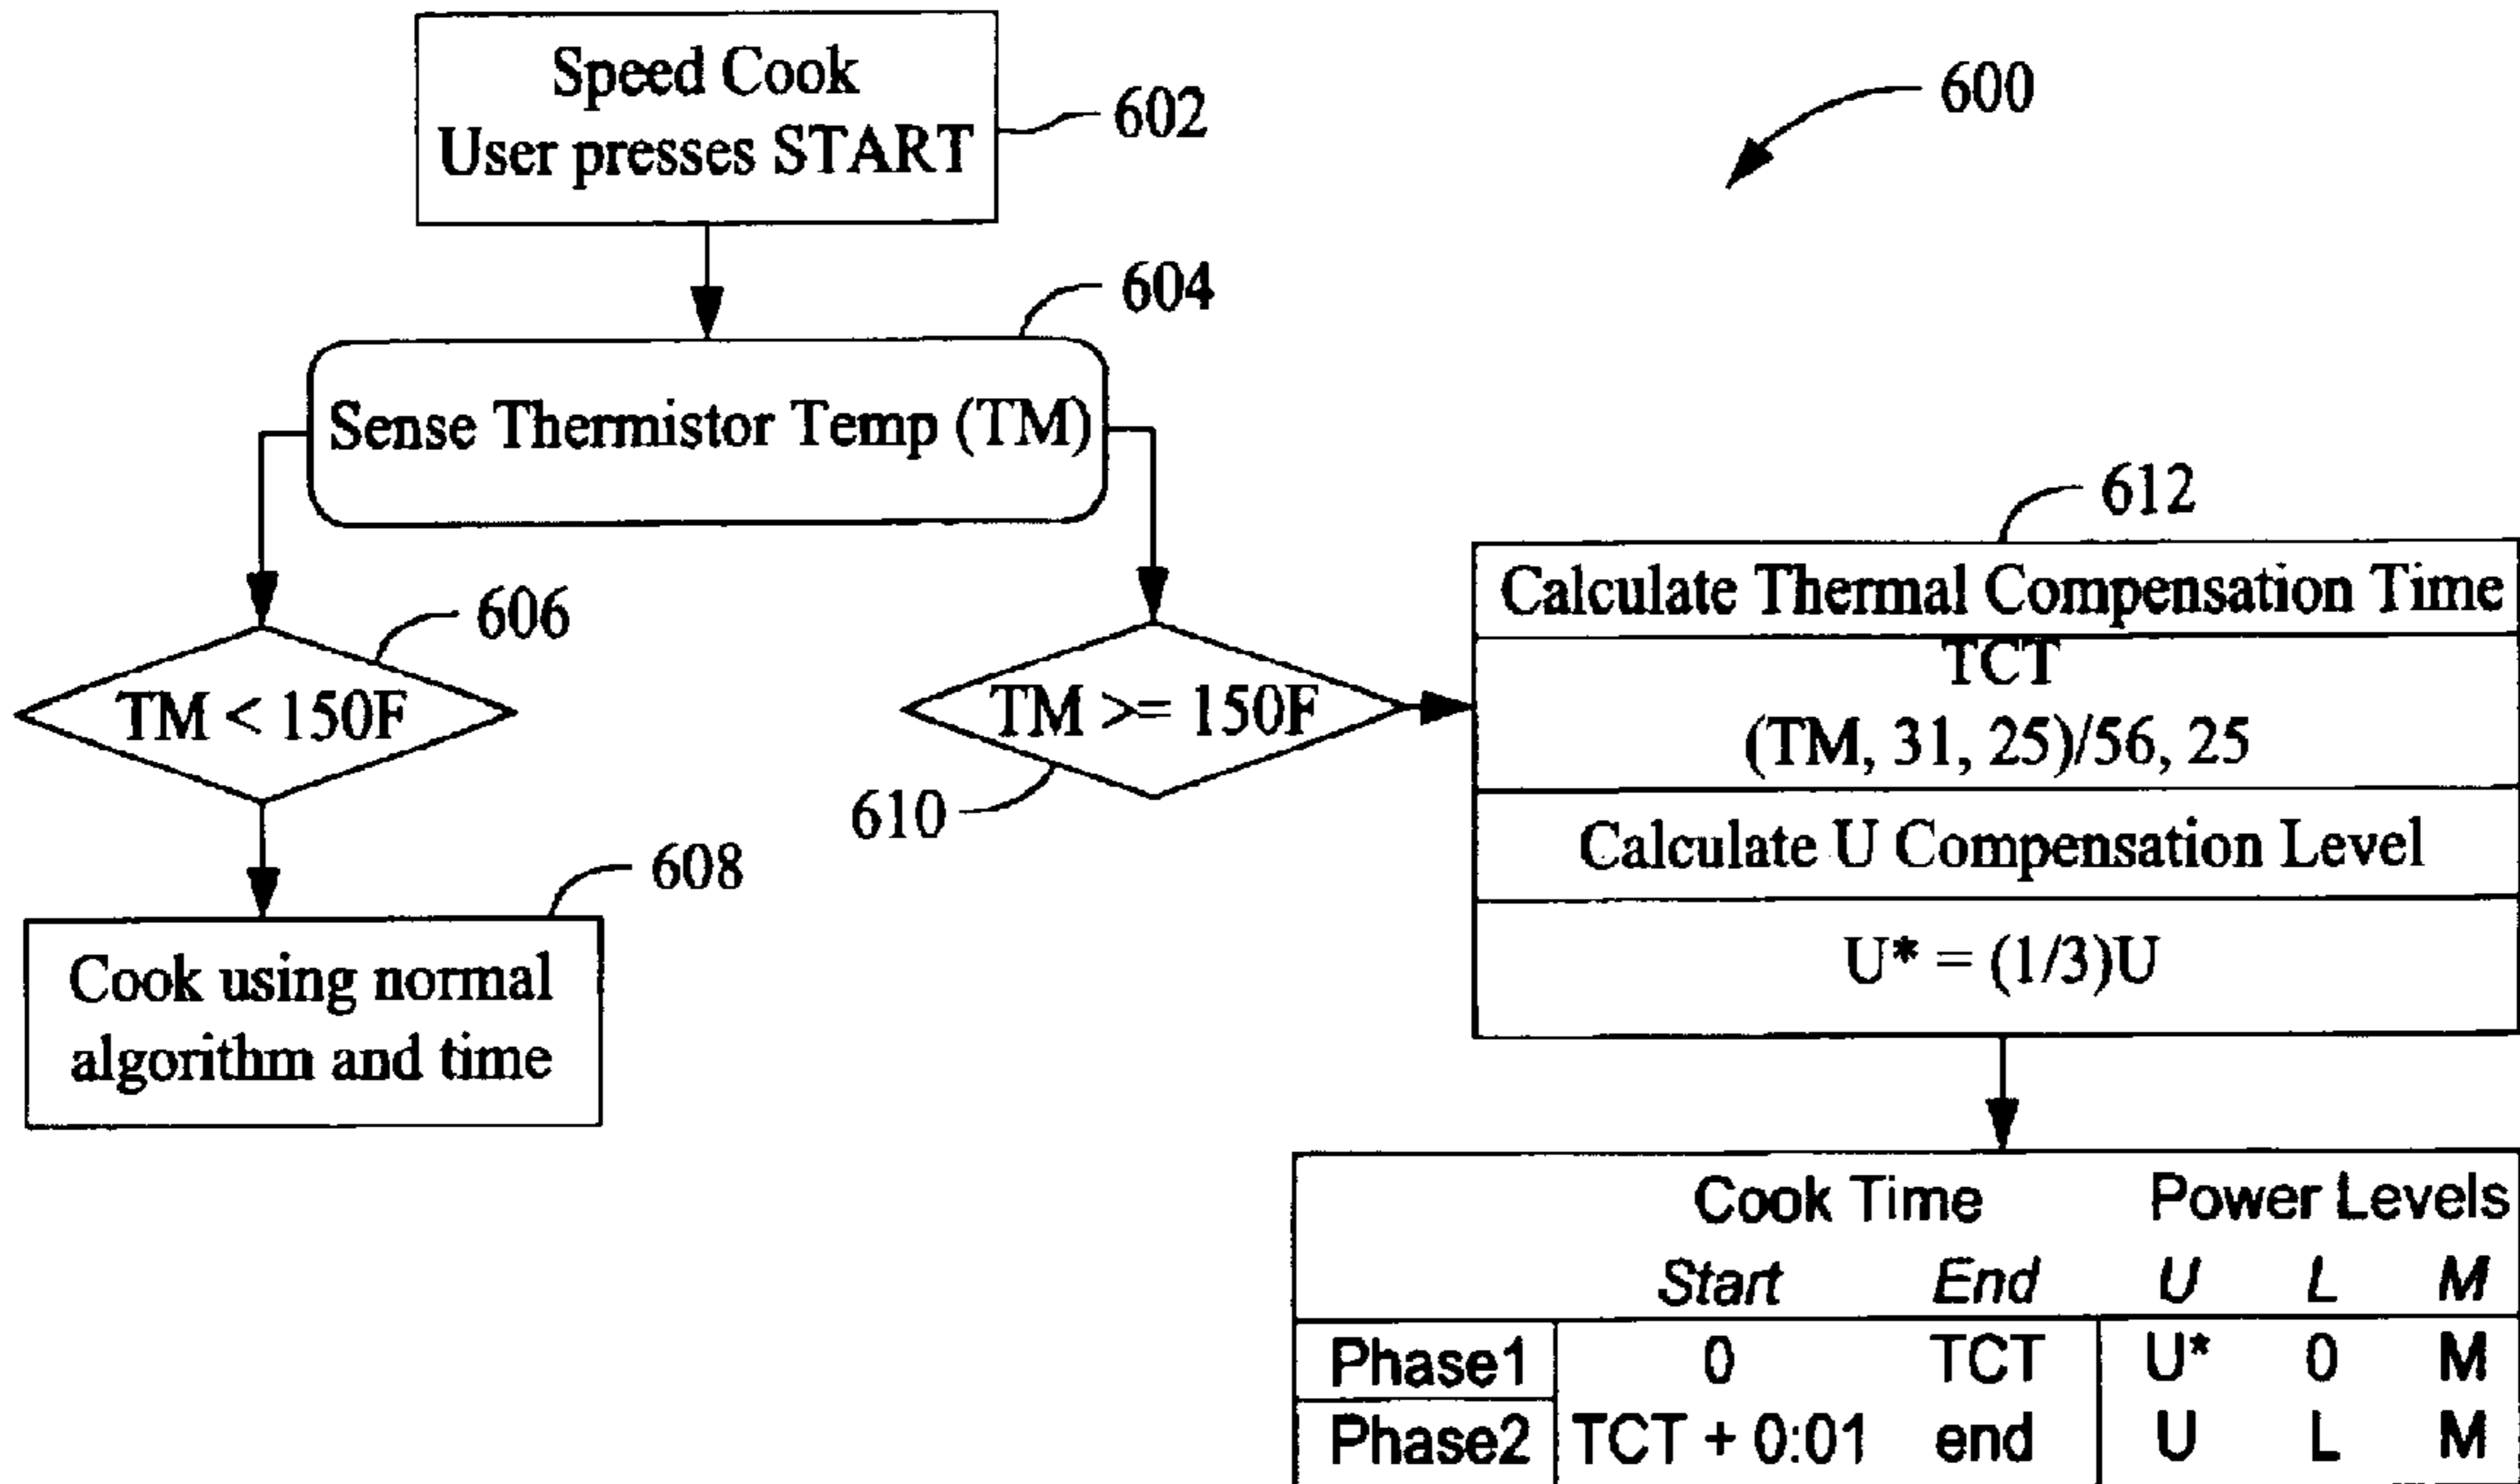 Speed Cook
User presses START
602
600
604
Sense Thermistor Temp (TM)
606
TM < 150F
608
Cook using normal
algorithm and time
TM >= 150F
610
612
Calculate Thermal Compensation Time
TCT
(TM, 31, 25)/56, 25
Calculate U Compensation Level
U* = (1/3)U
Cook Time Power Levels
Start End U L M
Phase1 0 TCT U* 0 M
Phase2 TCT + 0:01 end U L M